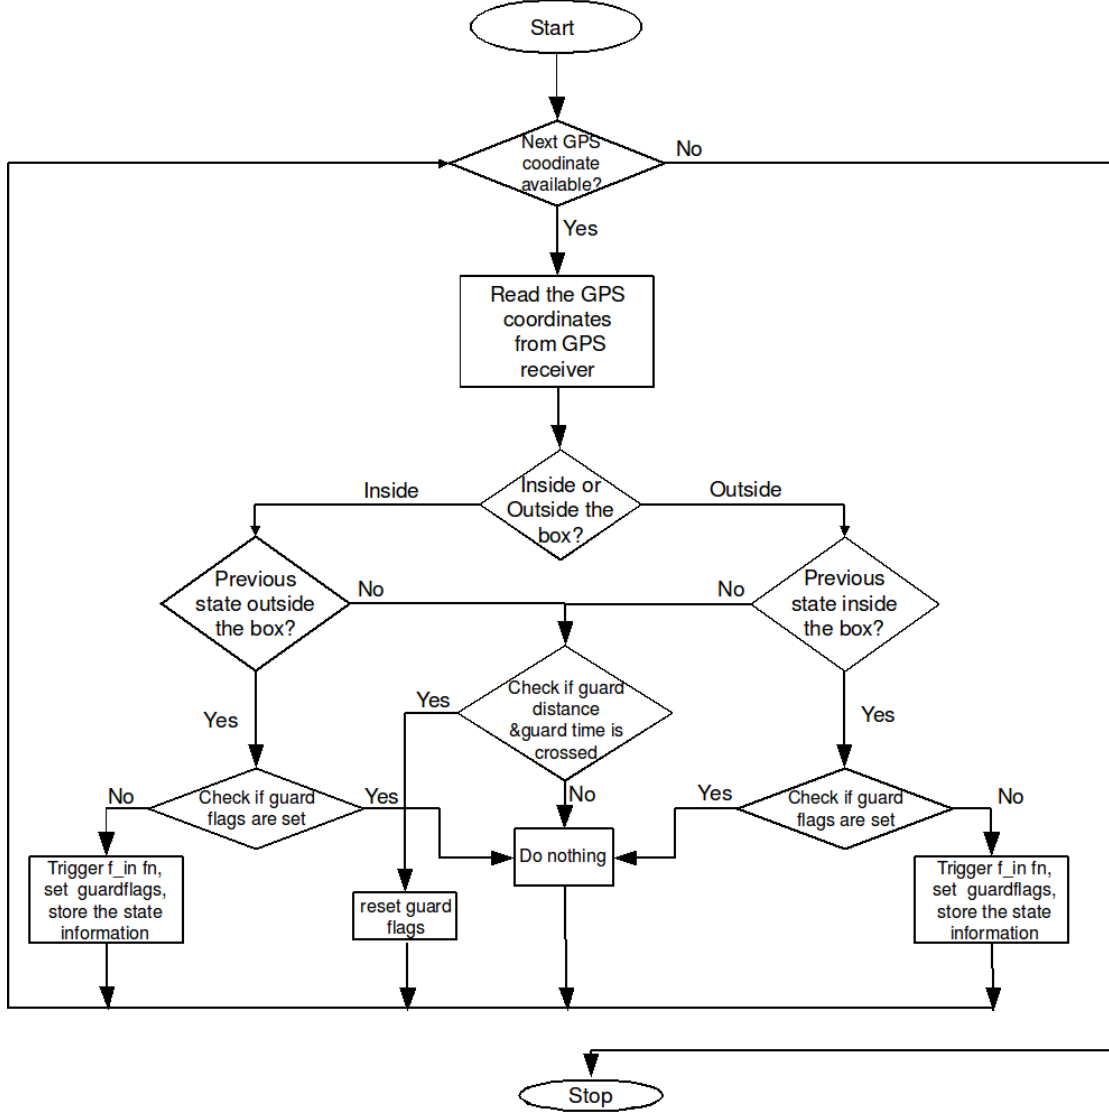 Start
Next GPS
coodinate
available?
No
Yes
Read the GPS
coordinates
from GPS
receiver
Inside or
Outside the
box?
Inside
Outside
Previous
state outside
the box?
No
No
Previous
state inside
the box?
Yes
Check if guard
distance
&guard time is
crossed
Yes
Yes
No
Check if guard
flags are set
Yes
No
Yes
Check if guard
flags are set
No
Trigger f_in fn,
set guardflags,
store the state
information
reset guard
flags
Do nothing
Trigger f_in fn,
set guardflags,
store the state
information
Stop